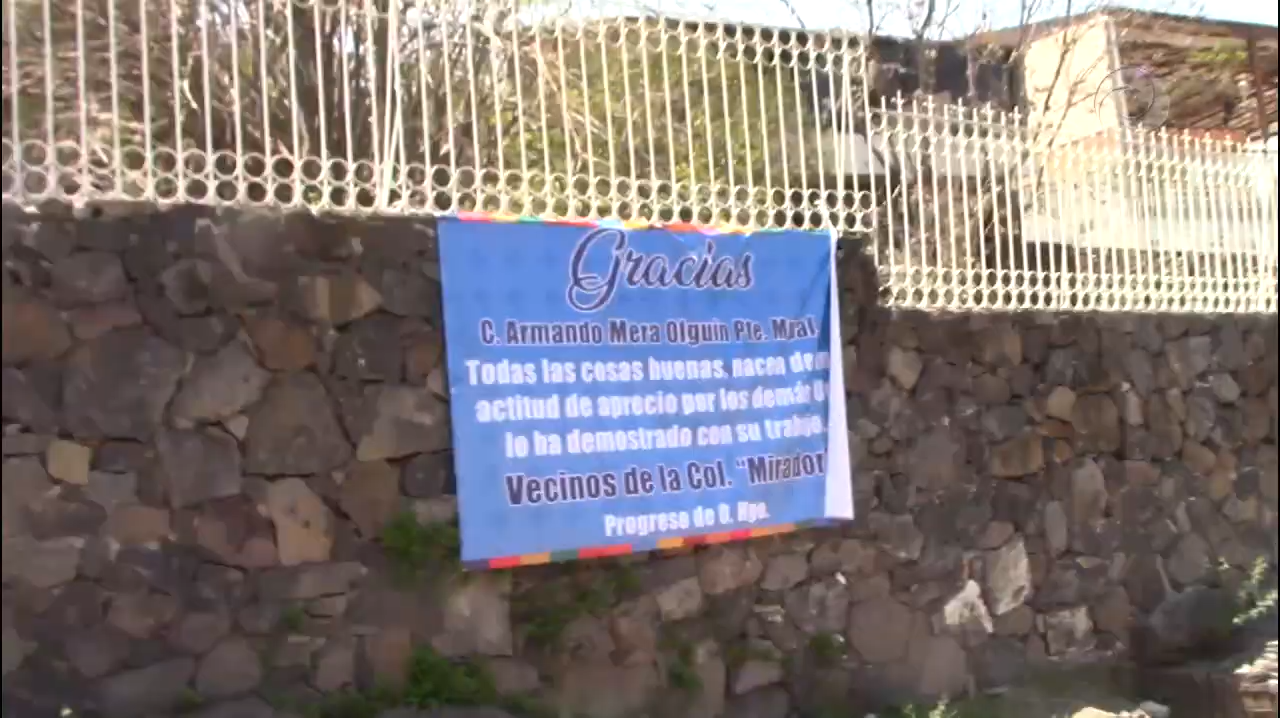 Gracias
C. Armando Mera Olguin Pte. Mpal.
Todas las cosas buenas, nacen de
actitud de aprecio por los demás
lo ha demostrado con su trabajo.
Vecinos de la Col. "Mirador"
Progreso de O. Hgo.